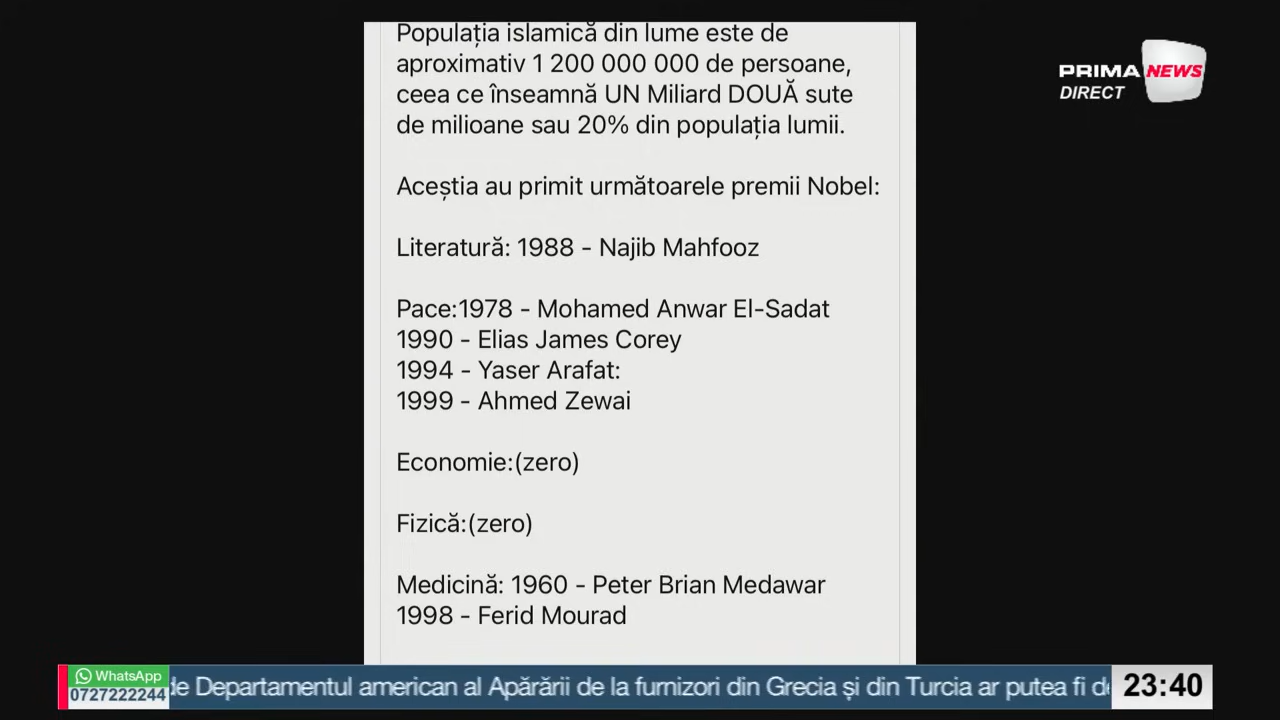 Populația islamică din lume este de
aproximativ 1 200 000 000 de persoane,
ceea ce înseamnă UN Miliard DOUĂ sute
de milioane sau 20% din populația lumii.
Aceștia au primit următoarele premii Nobel:
Literatură: 1988 - Najib Mahfooz
Pace:1978 - Mohamed Anwar El-Sadat
1990 - Elias James Corey
1994 - Yaser Arafat:
1999 - Ahmed Zewai
Economie:(zero)
Fizică:(zero)
Medicină: 1960 - Peter Brian Medawar
1998 - Ferid Mourad
PRIMA NEWS
DIRECT
WhatsApp
0727222244
de Departamentul american al Apărării de la furnizori din Grecia și din Turcia ar putea fi de
23:40